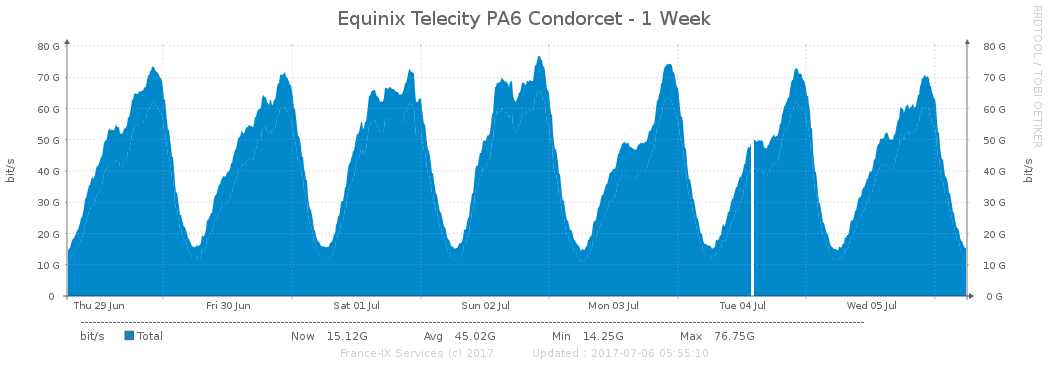 Equinix Telecity PA6 Condorcet - 1 Week
RRDTOOL / TOBI OETIKER
80 G 80 G
70 G 70 G
60 G 60 G
50 G 50 G
40 G 40 G
30 G 30 G
20 G 20 G
10 G 10 G
0 0 G
bit/s bit/s
Thu 29 Jun Fri 30 Jun Sat 01 Jul Sun 02 Jul Mon 03 Jul Tue 04 Jul Wed 05 Jul
bit/s Total Now 15.12G Avg 45.02G Min 14.25G Max 76.75G
France-IX Services (c) 2017 Updated : 2017-07-06 05:55:10